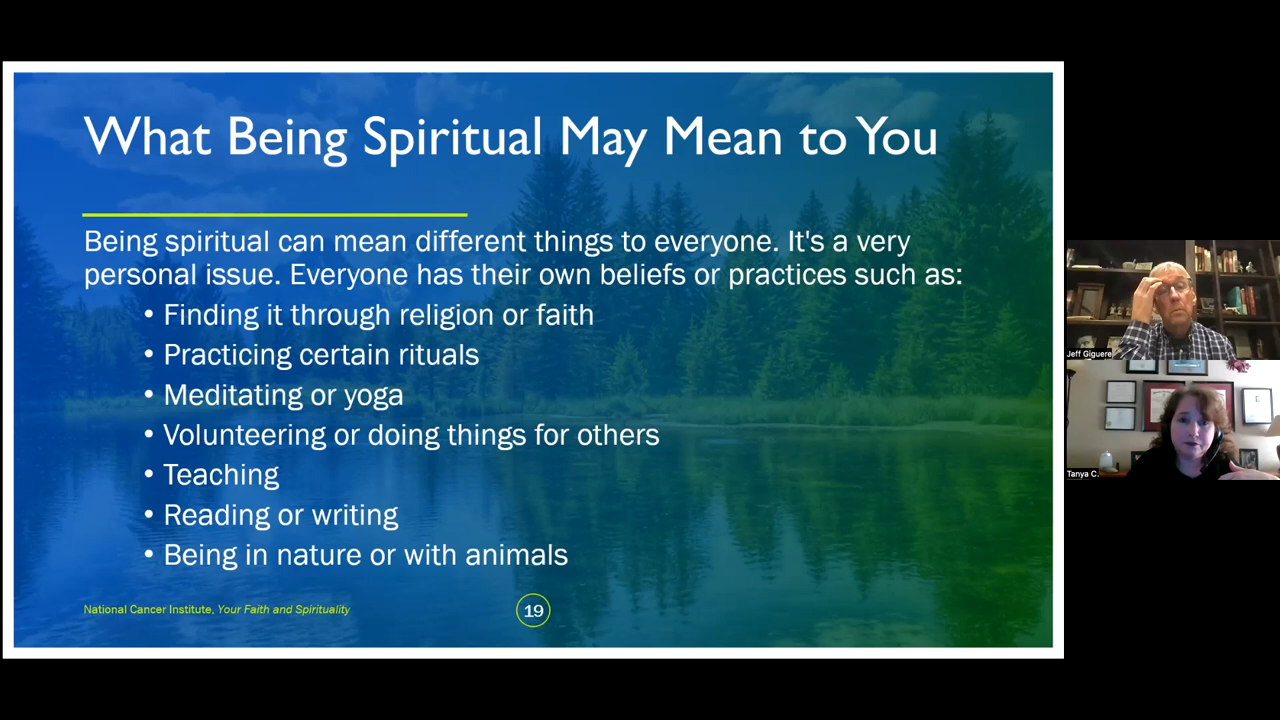 What Being Spiritual May Mean to You
Being spiritual can mean different things to everyone. It's a very
personal issue. Everyone has their own beliefs or practices such as:
• Finding it through religion or faith
• Practicing certain rituals
• Meditating or yoga
• Volunteering or doing things for others
• Teaching
• Reading or writing
• Being in nature or with animals
National Cancer Institute, Your Faith and Spirituality
19
Jeff Giguere
Tanya C.